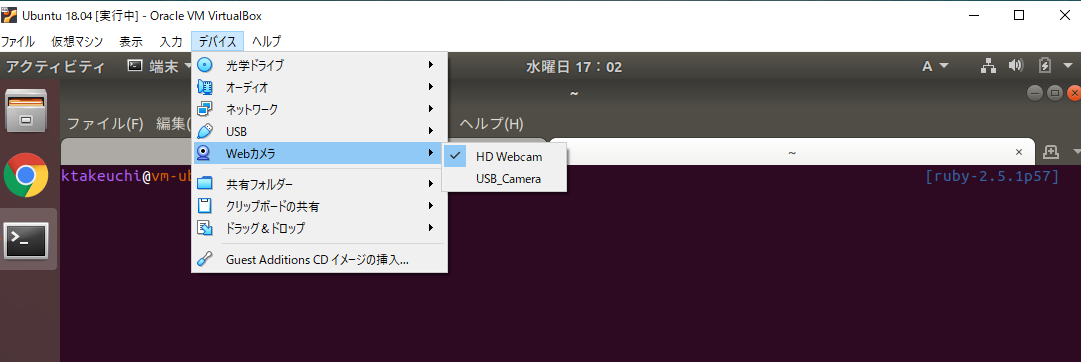 Ubuntu 18.04 [実行中] - Oracle VM VirtualBox
ファイル 仮想マシン 表示 入力 デバイス ヘルプ
アクティビティ 端末 水曜日 17：02 A
~
ファイル(F) 編集( ヘルプ(H)
~
光学ドライブ
オーディオ
ネットワーク
USB
Webカメラ
HD Webcam
USB_Camera
共有フォルダー
クリップボードの共有
ドラッグ＆ドロップ
Guest Additions CD イメージの挿入...
ktakeuchi@vm-ub [ruby-2.5.1p57]